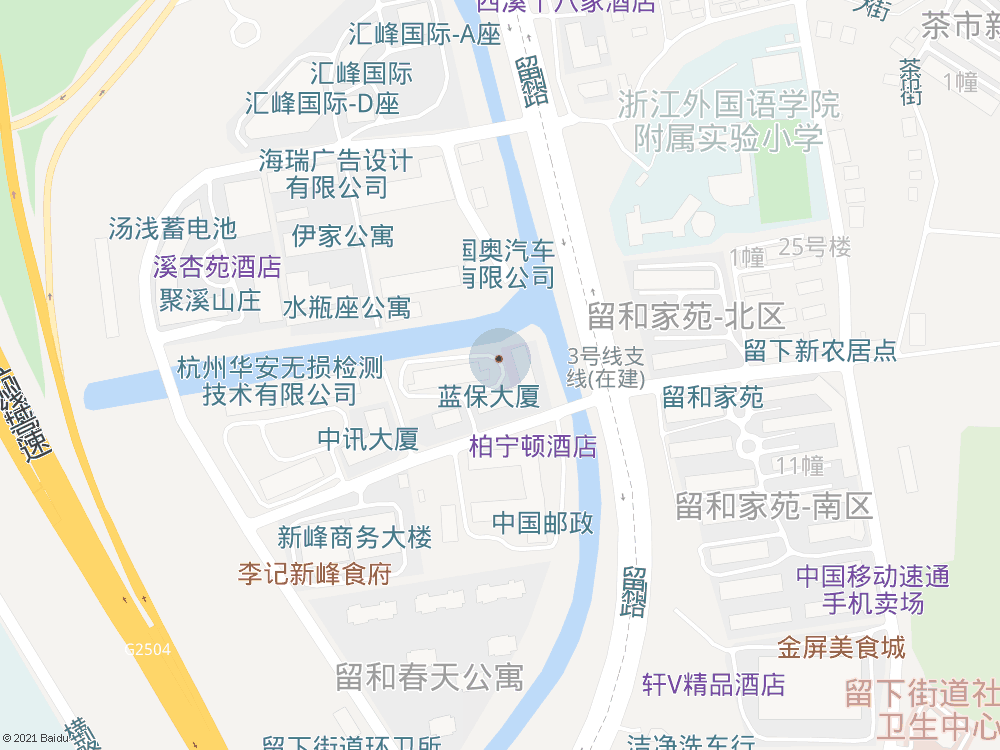 西溪十八家酒店
汇峰国际-A座
茶市新
汇峰国际
留和路
茶市街
1幢
汇峰国际-D座
浙江外国语学院
附属实验小学
海瑞广告设计
有限公司
汤浅蓄电池
伊家公寓
国奥汽车
有限公司
25号楼
1幢
溪杏苑酒店
聚溪山庄
水瓶座公寓
留和家苑-北区
3号线支
线(在建)
留下新农居点
杭州华安无损检测
技术有限公司
蓝保大厦
留和家苑
中讯大厦
柏宁顿酒店
11幢
留和家苑-南区
中国邮政
新峰商务大楼
李记新峰食府
留和路
中国移动速通
手机卖场
G2504
金屏美食城
留和春天公寓
轩V精品酒店
留下街道社
卫生中心
留下街道环卫所
洁净洗车行
© 2021 Baidu